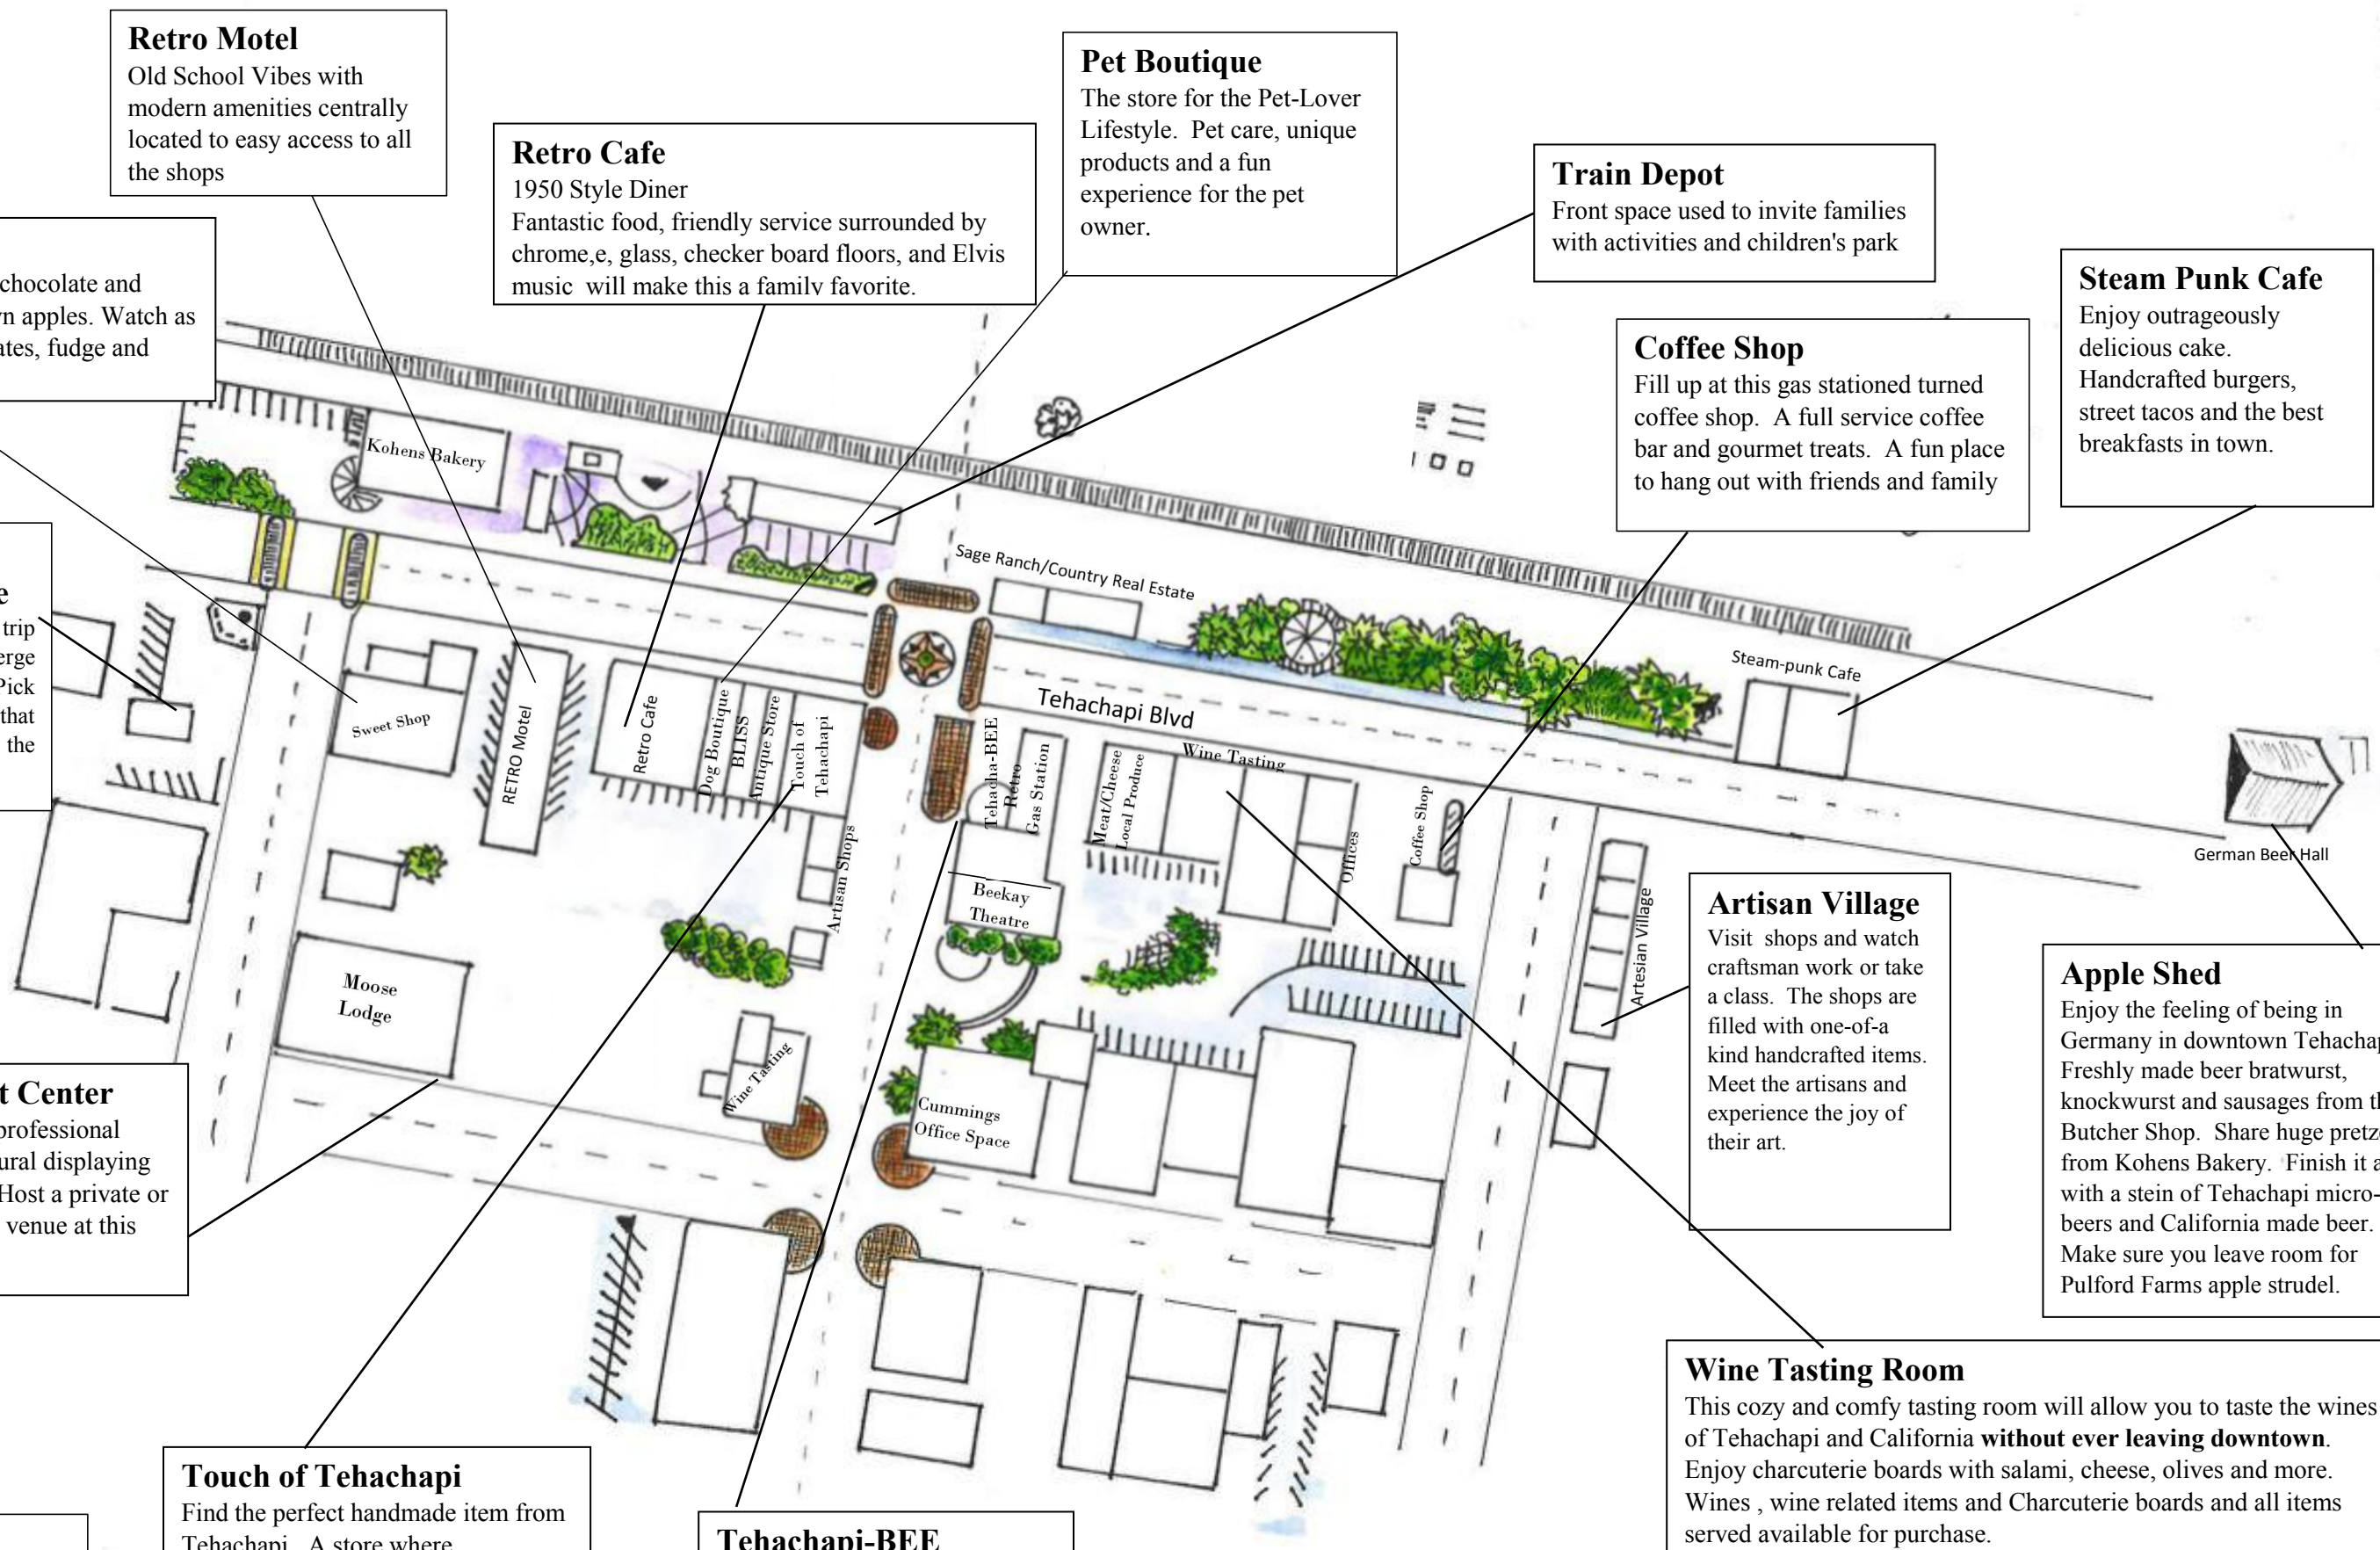 Retro Motel
Old School Vibes with
modern amenities centrally
located to easy access to all
the shops
Retro Cafe
1950 Style Diner
Fantastic food, friendly service surrounded by
chrome,e, glass, checker board floors, and Elvis
music will make this a family favorite.
Pet Boutique
The store for the Pet-Lover
Lifestyle. Pet care, unique
products and a fun
experience for the pet
owner.
Train Depot
Front space used to invite families
with activities and children's park
Coffee Shop
Fill up at this gas stationed turned
coffee shop. A full service coffee
bar and gourmet treats. A fun place
to hang out with friends and family
Steam Punk Cafe
Enjoy outrageously
delicious cake.
Handcrafted burgers,
street tacos and the best
breakfasts in town.
chocolate and
apples. Watch as
fudge and
trip
Pick
that
the
Kohens Bakery
Sage Ranch/Country Real Estate
Steam-punk Cafe
Tehachapi Blvd
Sweet Shop
RETRO Motel
Retro Cafe
Dog Boutique
BLISS
Antique Store
Touch of
Tehachapi
Artisan Shops
Tehacha-BEE
Retro
Gas Station
Meat/Cheese
Local Produce
Wine Tasting
Offices
Coffee Shop
Artesian Village
German Beer Hall
Beekay
Theatre
Moose
Lodge
Wine Tasting
Cummings
Office Space
Artisan Village
Visit shops and watch
craftsman work or take
a class. The shops are
filled with one-of-a
kind handcrafted items.
Meet the artisans and
experience the joy of
their art.
Apple Shed
Enjoy the feeling of being in
Germany in downtown
Freshly made beer bratwurst,
knockwurst and sausages from
Butcher Shop. Share huge
from Kohens Bakery. Finish it
with a stein of Tehachapi micro-
beers and California made beer.
Make sure you leave room for
Pulford Farms apple strudel.
Center
professional
displaying
Host a private or
venue at this
Touch of Tehachapi
Find the perfect handmade item from
Tehachapi. A store where
Tehachapi-BEE
Wine Tasting Room
This cozy and comfy tasting room will allow you to taste the wines
of Tehachapi and California without ever leaving downtown.
Enjoy charcuterie boards with salami, cheese, olives and more.
Wines , wine related items and Charcuterie boards and all items
served available for purchase.